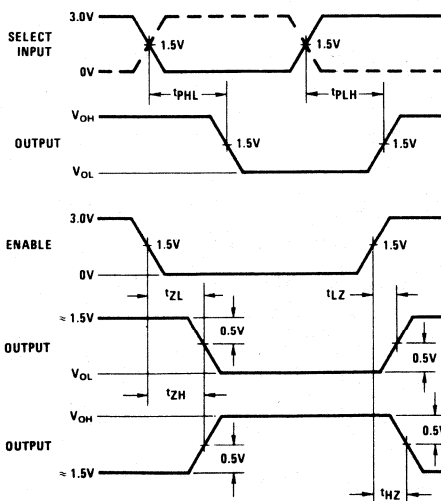 3.0V
SELECT
INPUT
1.5V
1.5V
0V
tPHL
tPLH
VOH
OUTPUT
1.5V
1.5V
VOL
3.0V
ENABLE
1.5V
1.5V
0V
tZL
tLZ
≈ 1.5V
0.5V
OUTPUT
0.5V
VOL
tZH
VOH
0.5V
OUTPUT
0.5V
≈ 1.5V
tHZ